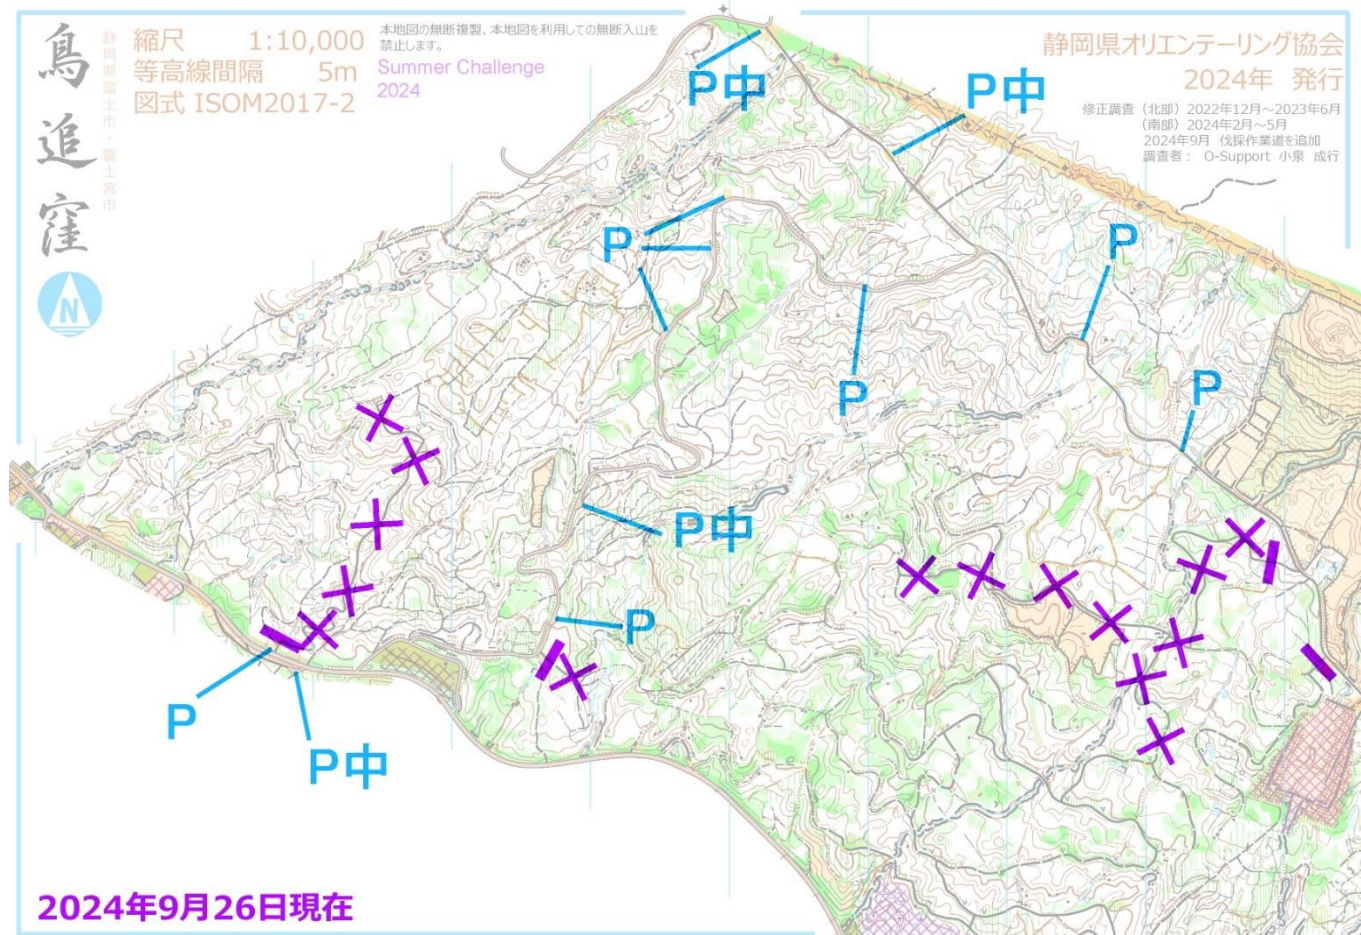 鳥追窪
静岡県富士市・富士宮市
縮尺 1:10,000
等高線間隔 5m
図式 ISOM2017-2
本地図の無断複製、本地図を利用しての無断入山を
禁止します。
Summer Challenge
2024
静岡県オリエンテーリング協会
2024年 発行
修正調査（北部）2022年12月～2023年6月
（南部）2024年2月～5月
2024年9月 伐採作業道を追加
調査者： O-Support 小泉 成行
N
P中
P中
P
P
P
P
P中
P
P
P中
2024年9月26日現在